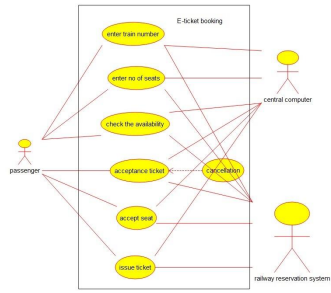 E-ticket booking
enter train number
enter no of seats
central computer
check the availability
passenger
acceptance ticket
cancellation
accept seat
issue ticket
railway reservation system